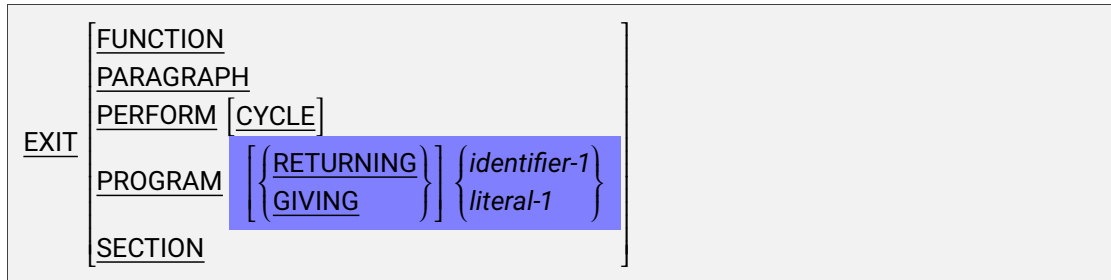 FUNCTION
PARAGRAPH
PERFORM [CYCLE]
EXIT
PROGRAM [{RETURNING GIVING}] {identifier-1 literal-1}
SECTION